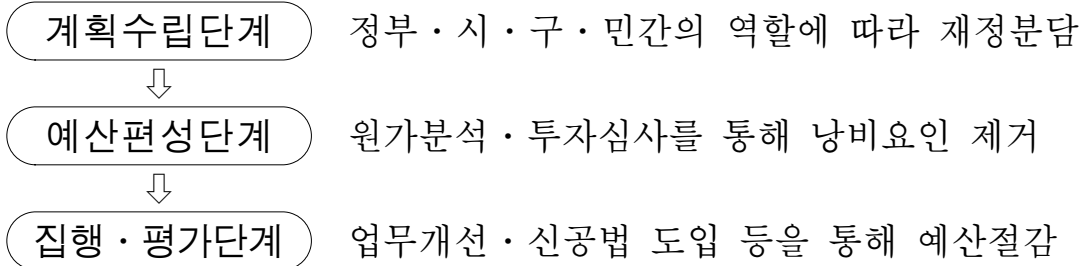 계획수립단계 정부·시·구·민간의 역할에 따라 재정분담
예산편성단계 원가분석·투자심사를 통해 낭비요인 제거
집행·평가단계 업무개선·신공법 도입 등을 통해 예산절감